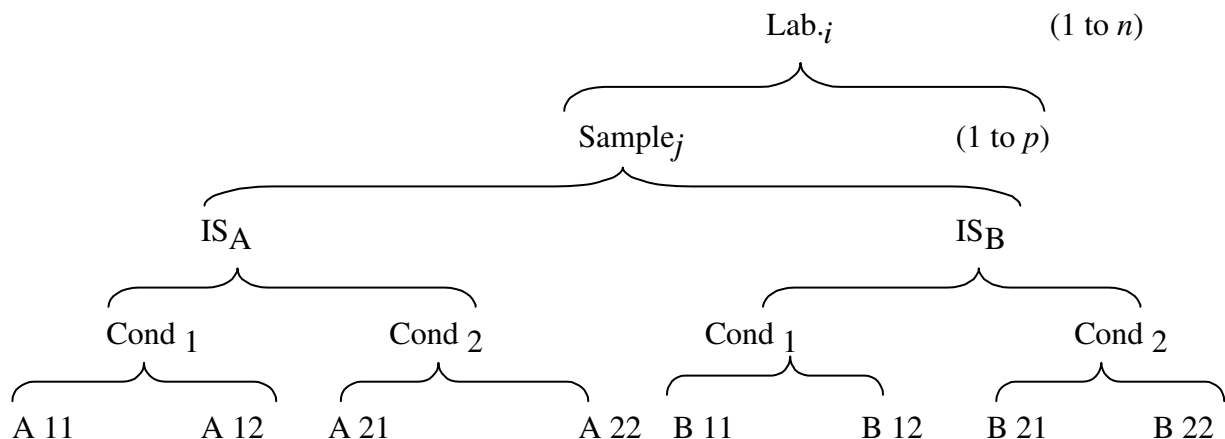 Lab.i (1 to n)
Samplej (1 to p)
ISA ISB
Cond 1 Cond 2 Cond 1 Cond 2
A 11 A 12 A 21 A 22 B 11 B 12 B 21 B 22